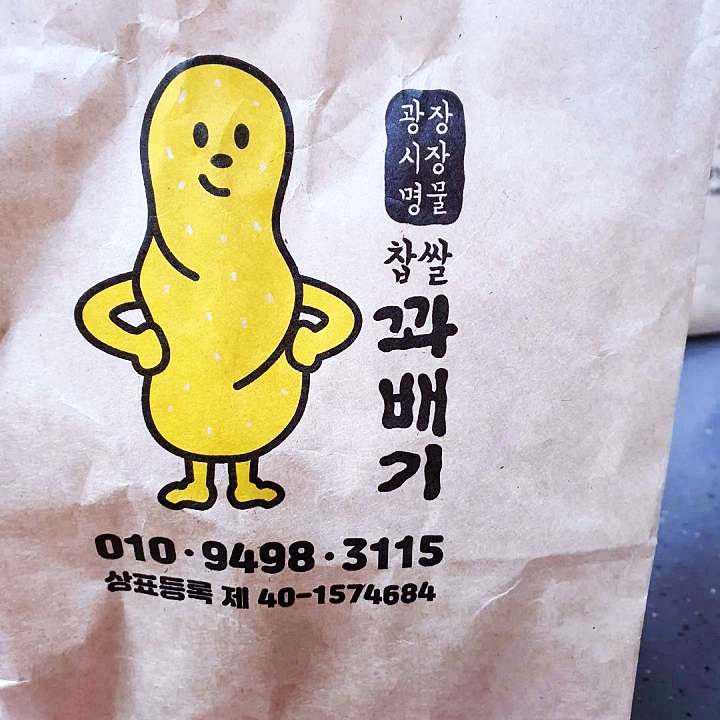 광장
시장
명물
찹쌀
꽈
배
기
010·9498·3115
상표등록 제 40-1574684